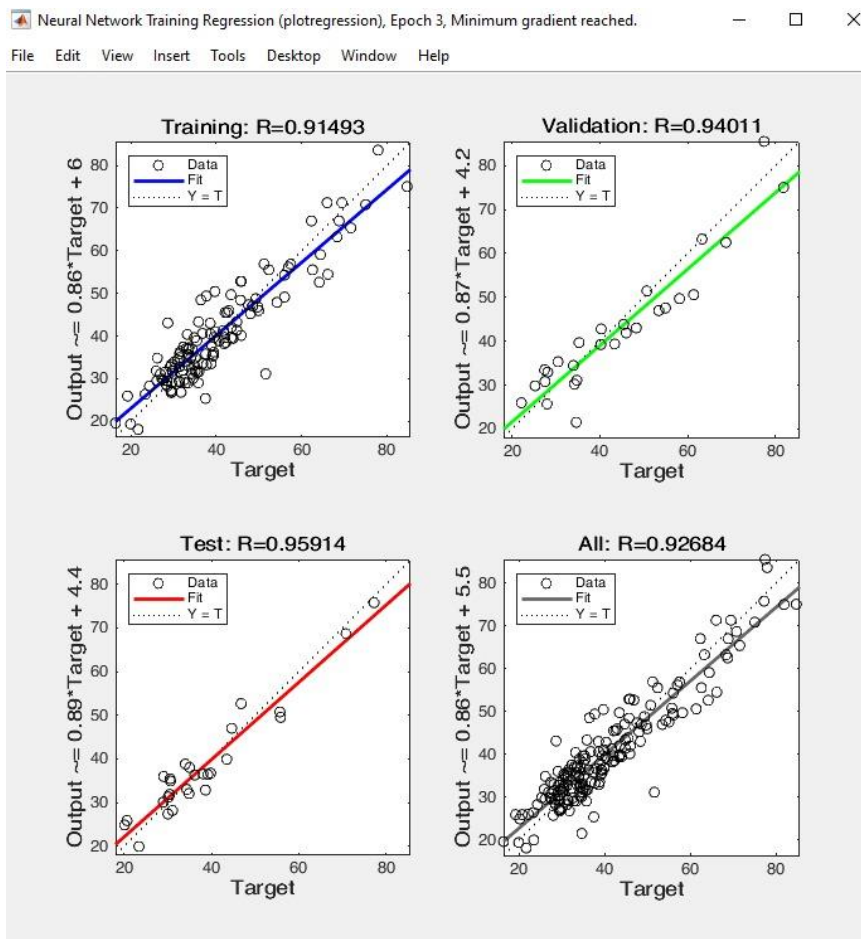 Neural Network Training Regression (plotregression), Epoch 3, Minimum gradient reached.
File Edit View Insert Tools Desktop Window Help
Training: R=0.91493
Output ~= 0.86*Target + 6
80
70
60
50
40
30
20
Data
Fit
Y = T
20 40 60 80
Target
Validation: R=0.94011
Output ~= 0.87*Target + 4.2
80
70
60
50
40
30
20
Data
Fit
Y = T
20 40 60 80
Target
Test: R=0.95914
Output ~= 0.89*Target + 4.4
80
70
60
50
40
30
20
Data
Fit
Y = T
20 40 60 80
Target
All: R=0.92684
Output ~= 0.86*Target + 5.5
80
70
60
50
40
30
20
Data
Fit
Y = T
20 40 60 80
Target